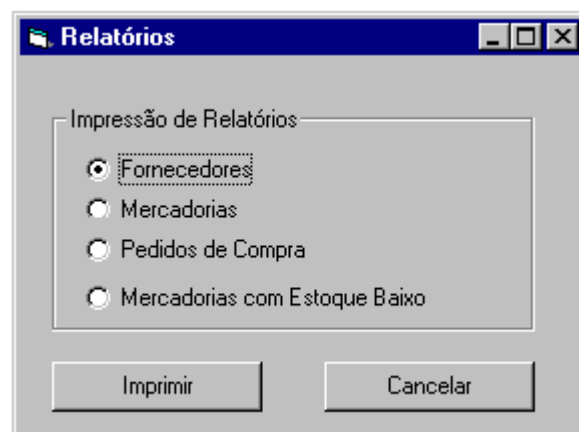 Relatórios
Impressão de Relatórios
Fornecedores
Mercadorias
Pedidos de Compra
Mercadorias com Estoque Baixo
Imprimir Cancelar